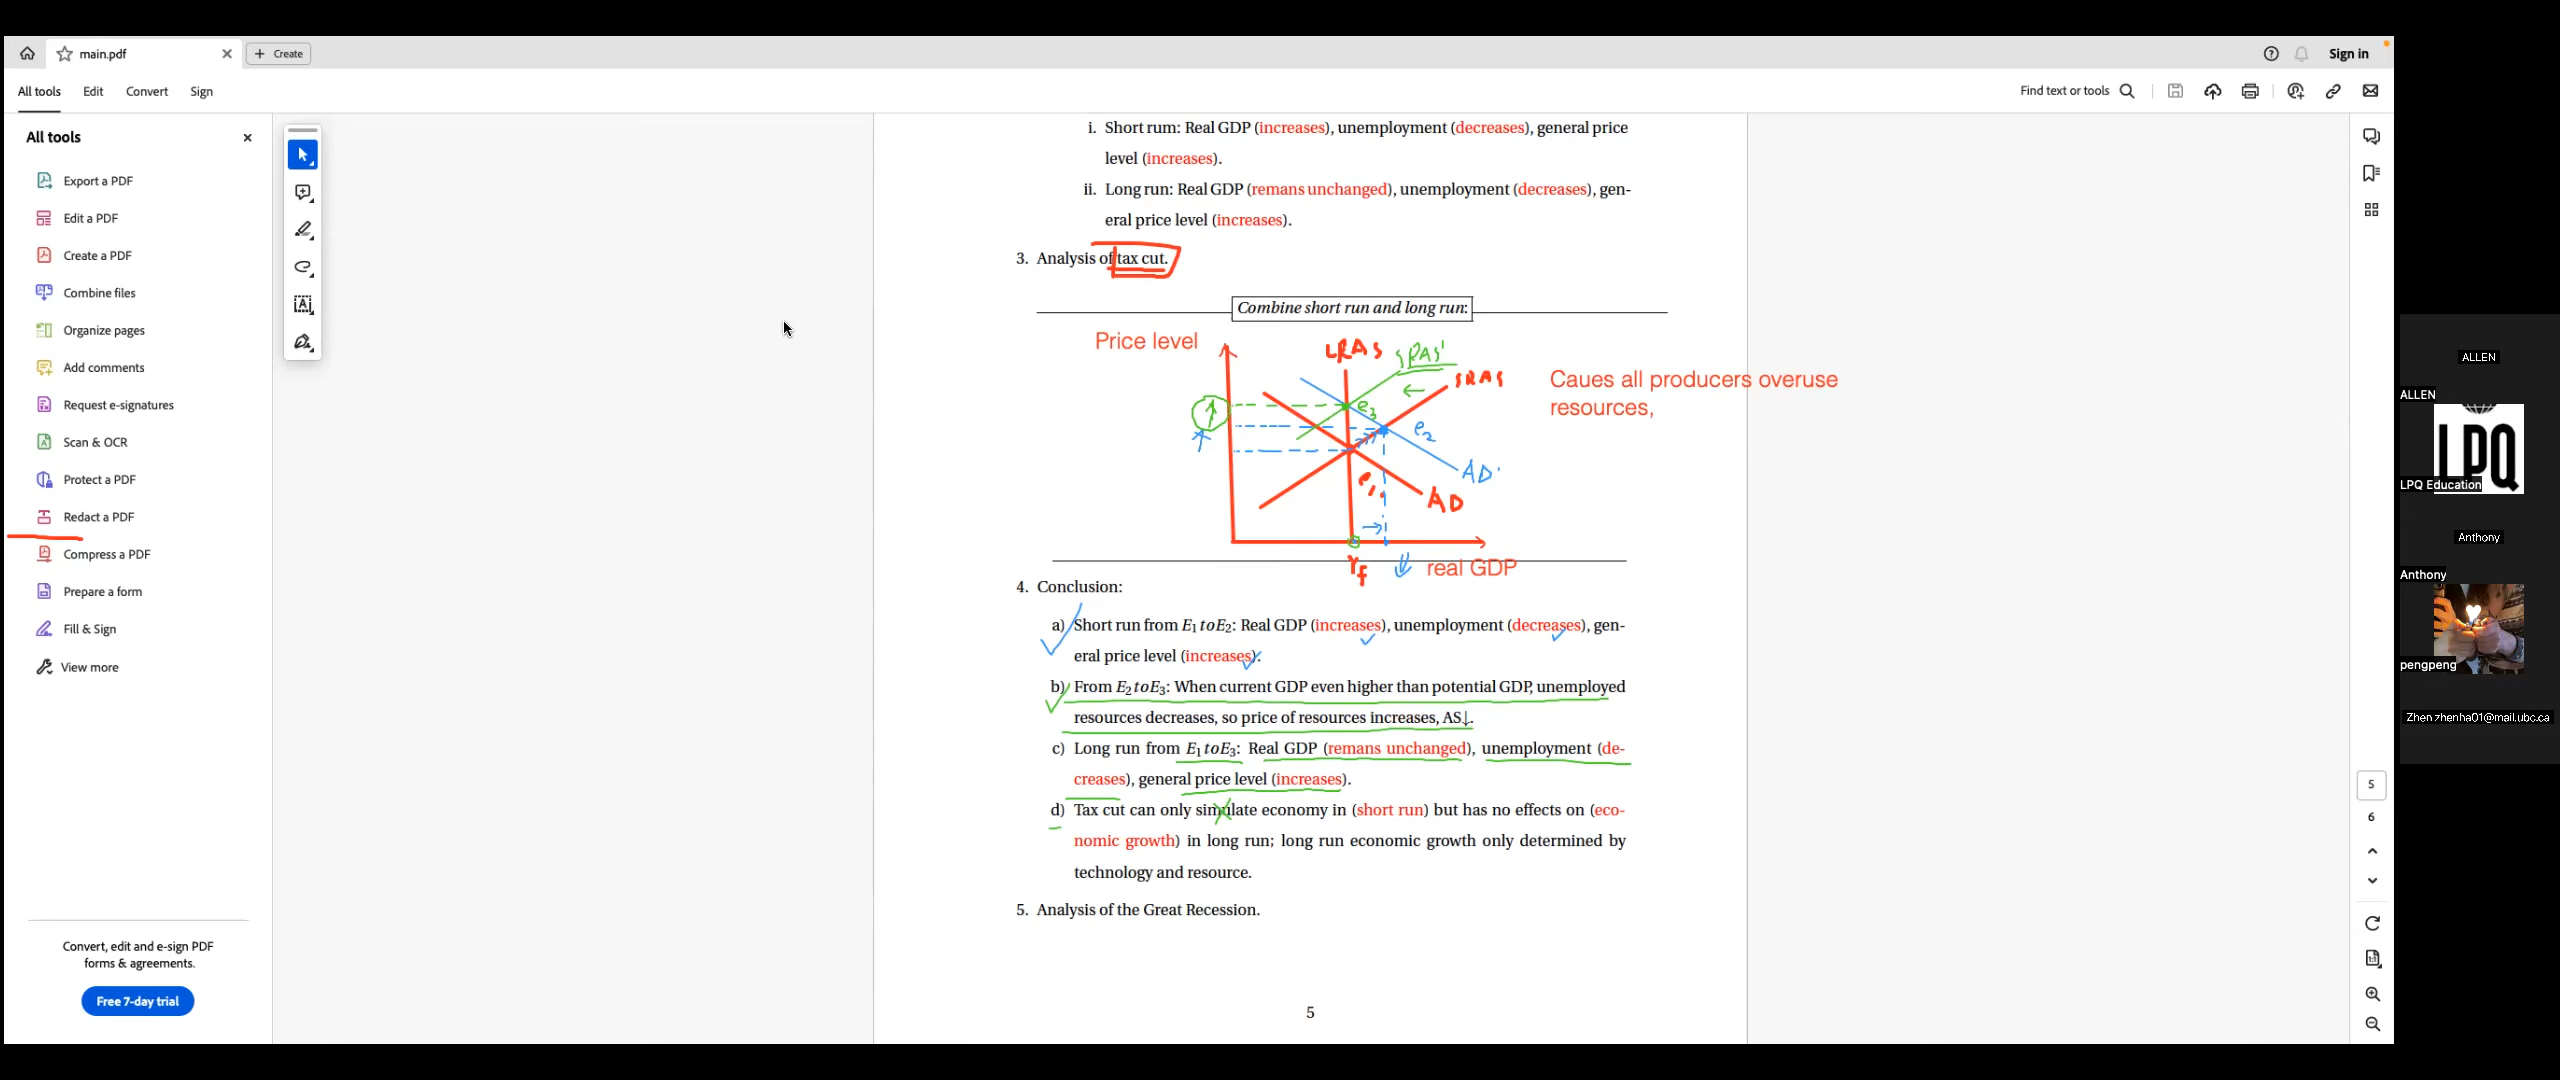 main.pdf
Create
Sign in
All tools
Edit
Convert
Sign
Find text or tools
All tools
Export a PDF
Edit a PDF
Create a PDF
Combine files
Organize pages
Add comments
Request e-signatures
Scan & OCR
Protect a PDF
Redact a PDF
Compress a PDF
Prepare a form
Fill & Sign
View more
Convert, edit and e-sign PDF
forms & agreements.
Free 7-day trial
i. Short rum: Real GDP (increases), unemployment (decreases), general price
level (increases).
ii. Long run: Real GDP (remans unchanged), unemployment (decreases), gen-
eral price level (increases).
3. Analysis of tax cut.
Combine short run and long run:
Price level
LRAS
SRAS'
SRAS
Caues all producers overuse
resources,
e3
e2
AD'
e1
AD
Yf
real GDP
4. Conclusion:
a) Short run from E1 toE2: Real GDP (increases), unemployment (decreases), gen-
eral price level (increases).
b) From E2 toE3: When current GDP even higher than potential GDP, unemployed
resources decreases, so price of resources increases, AS↓.
c) Long run from E1 toE3: Real GDP (remans unchanged), unemployment (de-
creases), general price level (increases).
d) Tax cut can only simulate economy in (short run) but has no effects on (eco-
nomic growth) in long run; long run economic growth only determined by
technology and resource.
5. Analysis of the Great Recession.
5
5
6
ALLEN
ALLEN
LPQ
LPQ Education
Anthony
Anthony
pengpeng
Zhen zhenha01@mail.ubc.ca